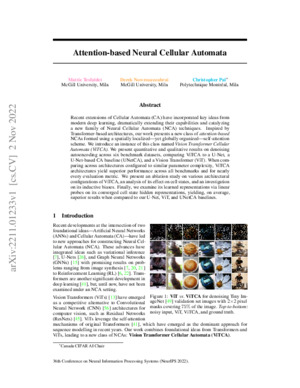 Attention-based Neural Cellular Automata
Mattie Tesfaldet
McGill University, Mila
Derek Nowrouzezahrai
McGill University, Mila
Christopher Pal*
Polytechnique Montréal, Mila
Abstract
Recent extensions of Cellular Automata (CA) have incorporated key ideas from
modern deep learning, dramatically extending their capabilities and catalyzing
a new family of Neural Cellular Automata (NCA) techniques. Inspired by
Transformer-based architectures, our work presents a new class of attention-based
NCAs formed using a spatially localized—yet globally organized—self-attention
scheme. We introduce an instance of this class named Vision Transformer Cellular
Automata (ViTCA). We present quantitative and qualitative results on denoising
autoencoding across six benchmark datasets, comparing ViTCA to a U-Net, a
U-Net-based CA baseline (UNetCA), and a Vision Transformer (ViT). When com-
paring across architectures configured to similar parameter complexity, ViTCA
architectures yield superior performance across all benchmarks and for nearly
every evaluation metric. We present an ablation study on various architectural
configurations of ViTCA, an analysis of its effect on cell states, and an investigation
on its inductive biases. Finally, we examine its learned representations via linear
probes on its converged cell state hidden representations, yielding, on average,
superior results when compared to our U-Net, ViT, and UNetCA baselines.
1 Introduction
Recent developments at the intersection of two
foundational ideas—Artificial Neural Networks
(ANNs) and Cellular Automata (CA)—have led
to new approaches for constructing Neural
Cellular Automata (NCA). These advances have
integrated ideas such as variational inference
, U-Nets, and Graph Neural Networks
(GNNs) with promising results on prob-
lems ranging from image synthesis
to Reinforcement Learning (RL). Trans-
formers are another significant development in
deep learning, but, until now, have not been
examined under an NCA setting.
Vision Transformers (ViTs) have emerged
as a competitive alternative to Convolutional
Neural Network (CNN) architectures for
computer vision, such as Residual Networks
(ResNets). ViTs leverage the self-attention
mechanisms of original Transformers, which have emerged as the dominant approach for
sequence modelling in recent years. Our work combines foundational ideas from Transformers and
ViTs, leading to a new class of NCAs: Vision Transformer Cellular Automata (ViTCA).
Figure 1: ViT vs. ViTCA for denoising Tiny Im-
ageNet validation set images with 2×2 pixel
masks covering 75% of the image. Top-to-bottom:
noisy input, ViT, ViTCA, and ground truth.
*Canada CIFAR AI Chair
36th Conference on Neural Information Processing Systems (NeurIPS 2022).
arXiv:2211.01233v1 [cs.CV] 2 Nov 2022